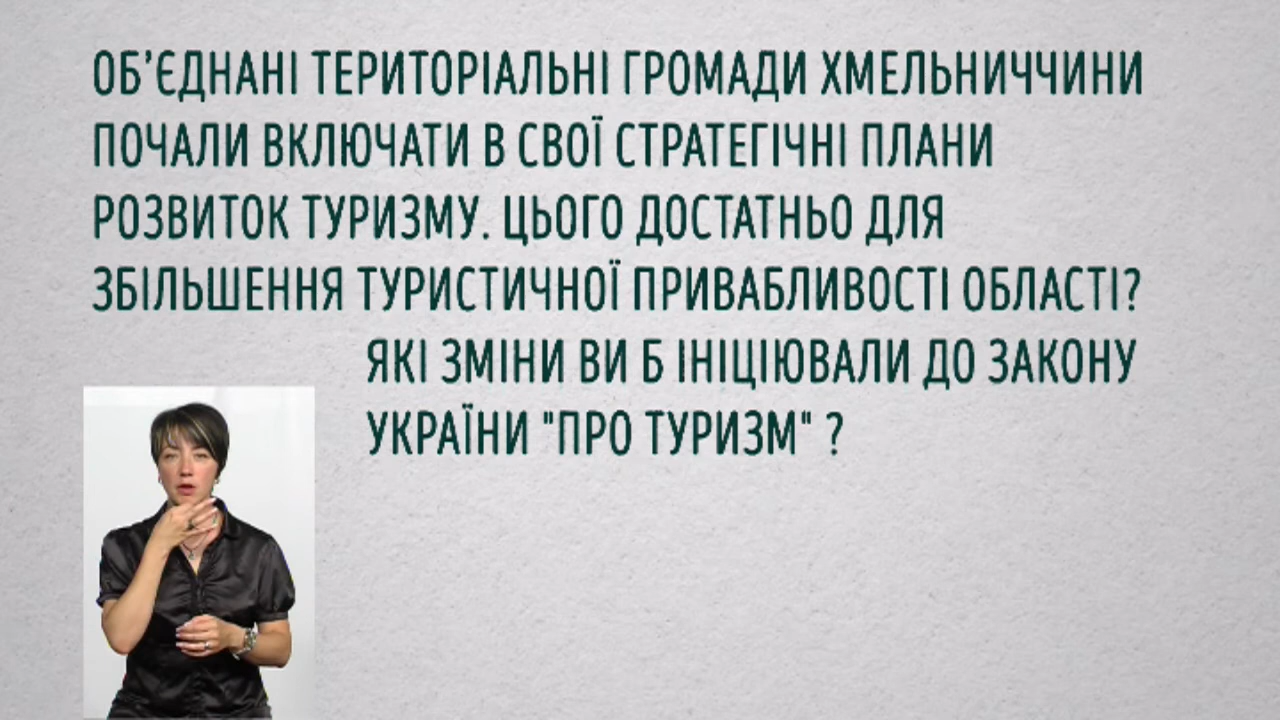 ОБ'ЄДНАНІ ТЕРИТОРІАЛЬНІ ГРОМАДИ ХМЕЛЬНИЧЧИНИ
ПОЧАЛИ ВКЛЮЧАТИ В СВОЇ СТРАТЕГІЧНІ ПЛАНИ
РОЗВИТОК ТУРИЗМУ. ЦЬОГО ДОСТАТНЬО ДЛЯ
ЗБІЛЬШЕННЯ ТУРИСТИЧНОЇ ПРИВАБЛИВОСТІ ОБЛАСТІ?
ЯКІ ЗМІНИ ВИ Б ІНІЦІЮВАЛИ ДО ЗАКОНУ
УКРАЇНИ "ПРО ТУРИЗМ" ?